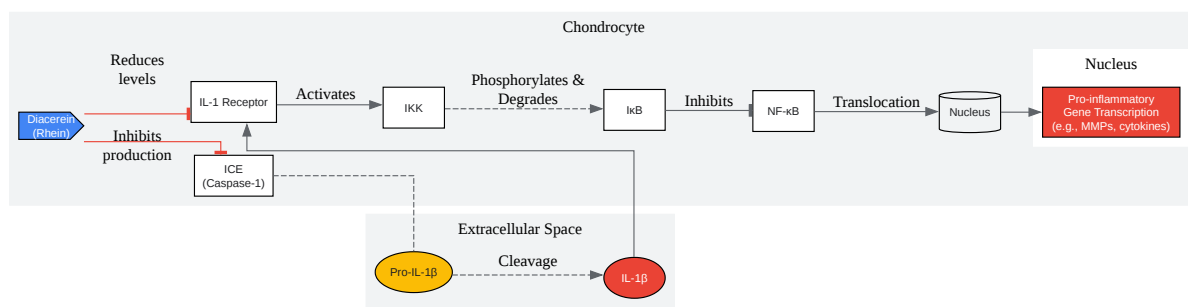 Chondrocyte
Reduces
levels
Nucleus
IL-1 Receptor
Activates
IKK
Phosphorylates &
Degrades
IκB
Inhibits
NF-κB
Translocation
Nucleus
Pro-inflammatory
Gene Transcription
(e.g., MMPs, cytokines)
Diacerein
(Rhein)
Inhibits
production
ICE
(Caspase-1)
Extracellular Space
Pro-IL-1β
Cleavage
IL-1β